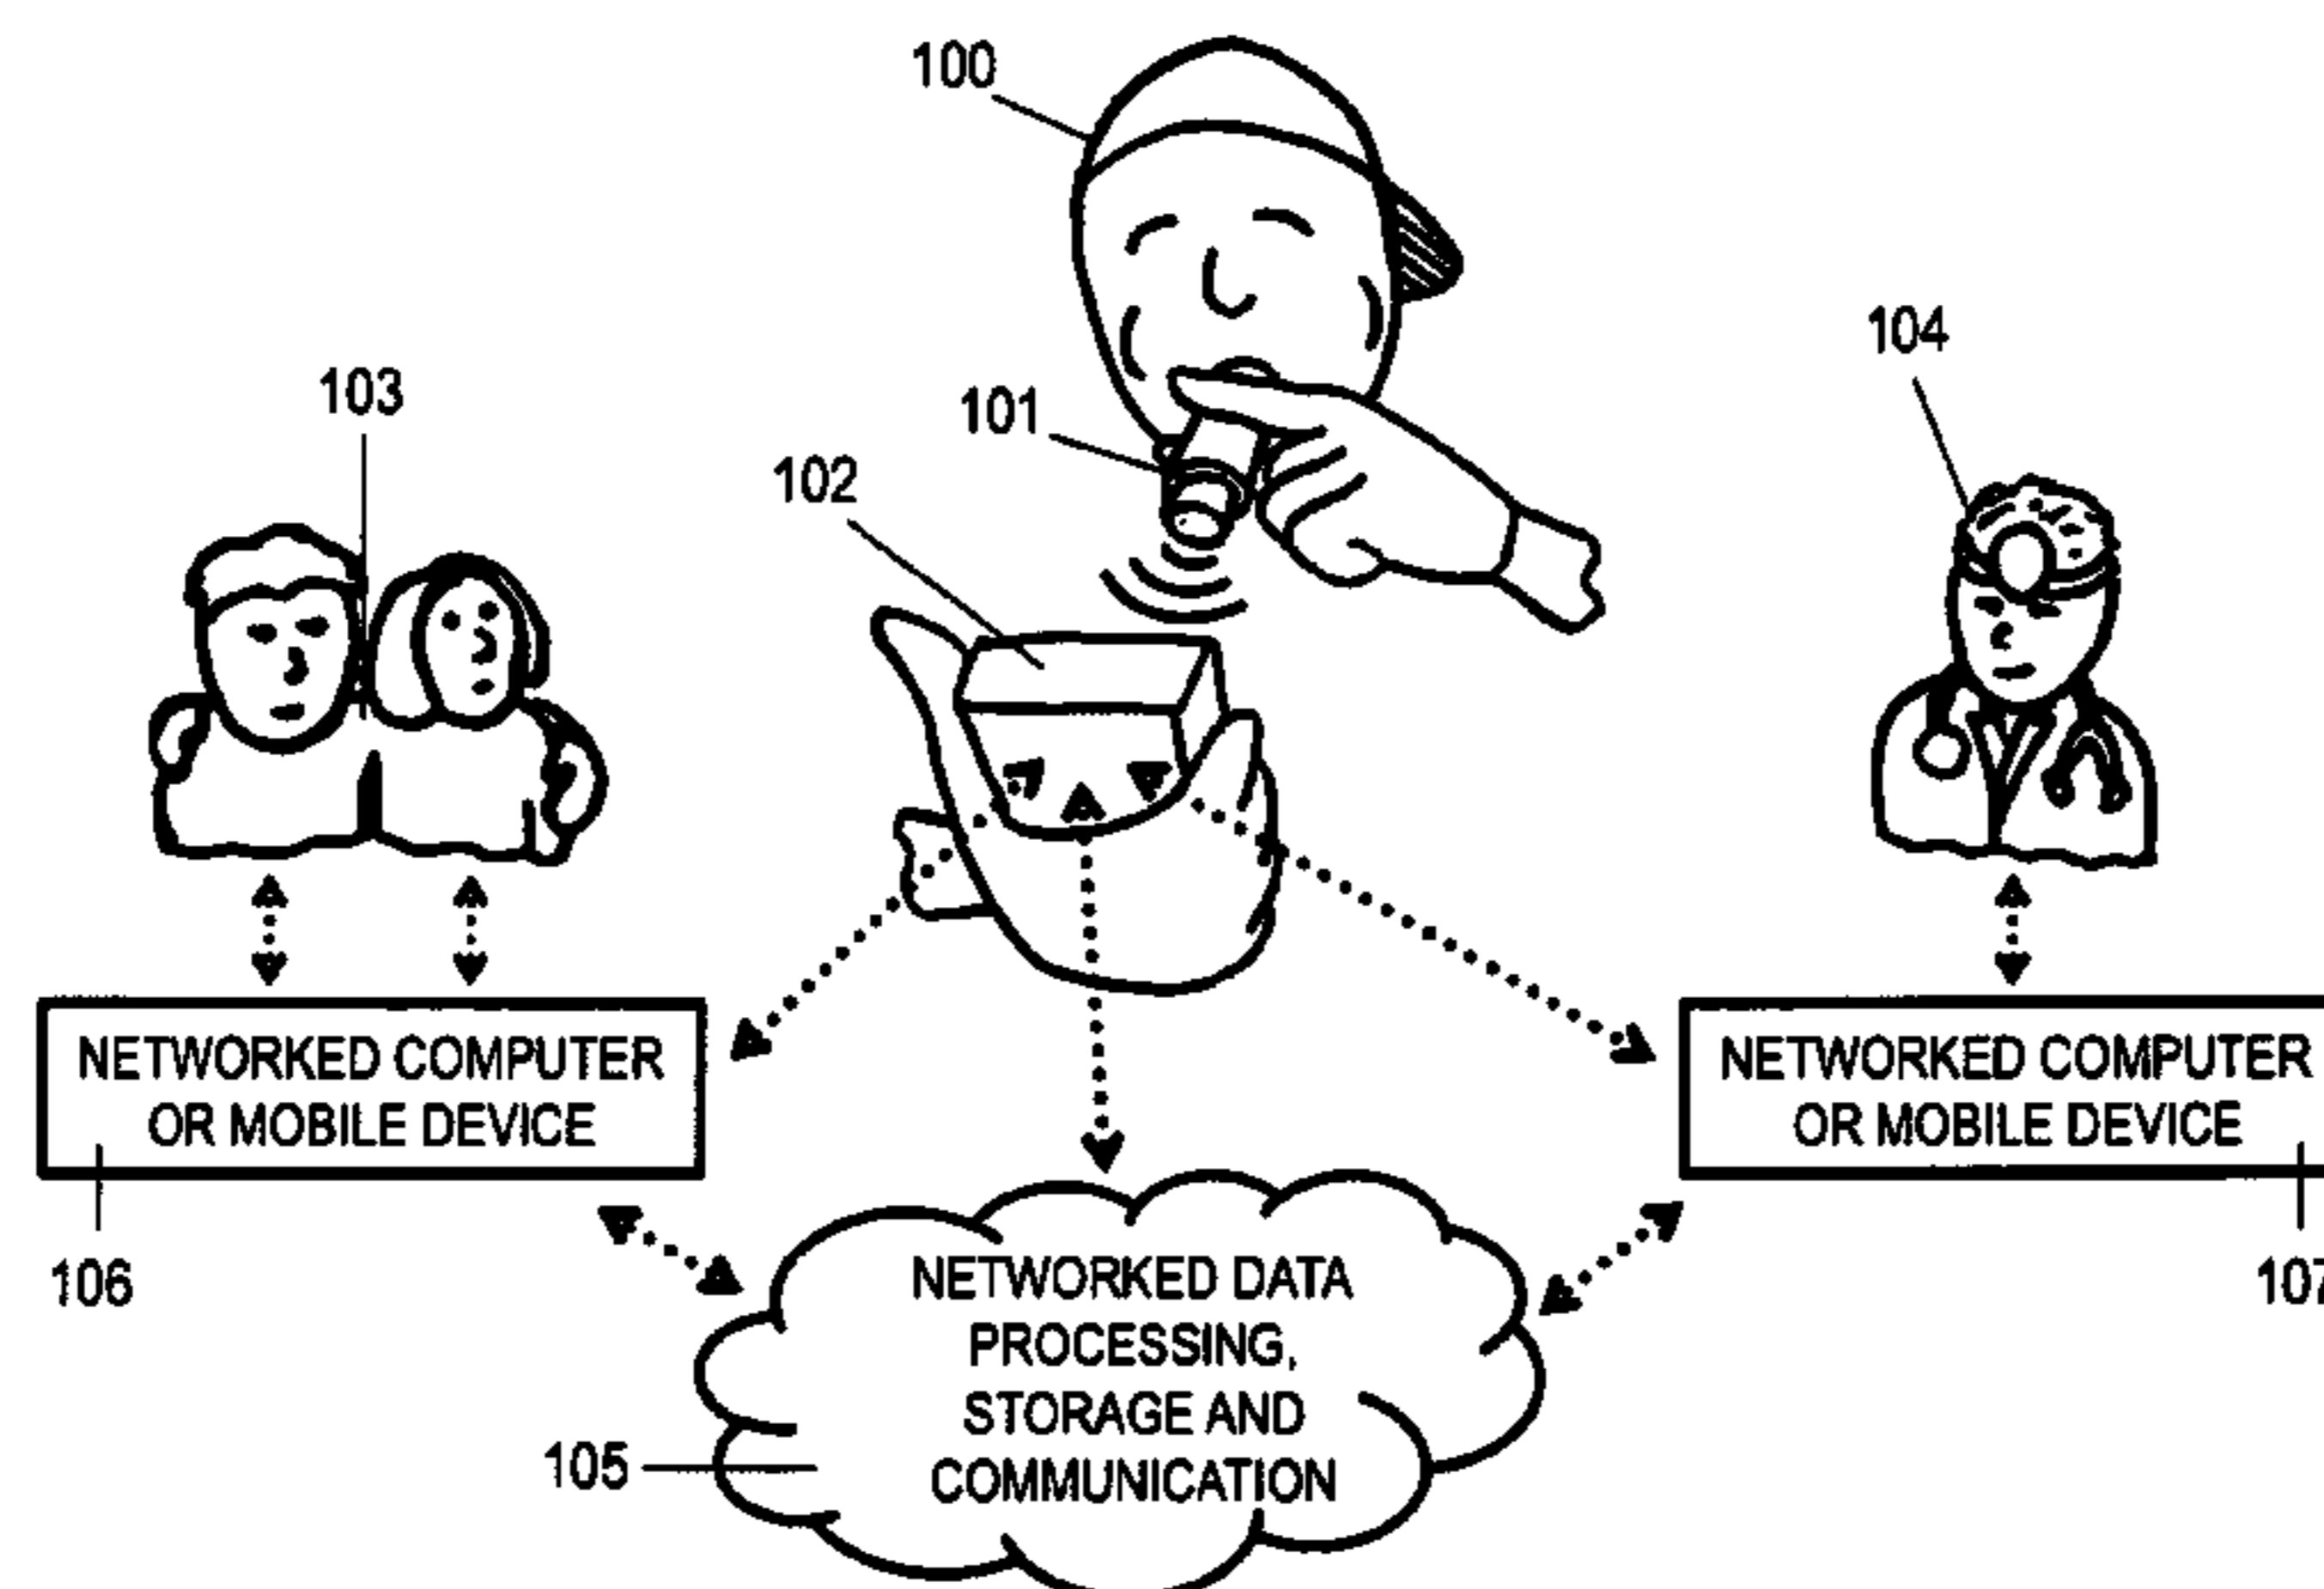 100
103
101
102
104
NETWORKED COMPUTER
OR MOBILE DEVICE
NETWORKED COMPUTER
OR MOBILE DEVICE
106
107
NETWORKED DATA
PROCESSING,
STORAGE AND
COMMUNICATION
105